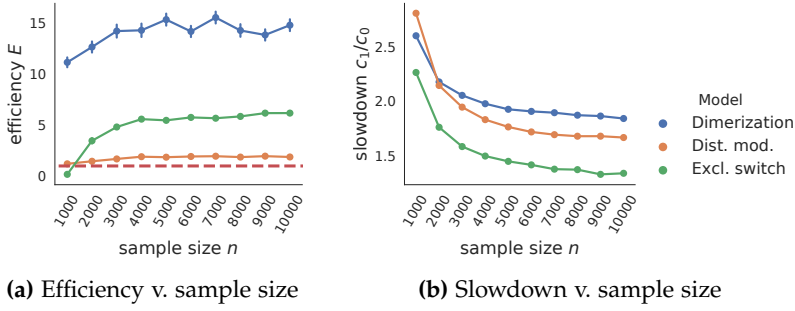 efficiency E
15
10
5
0
1000
2000
3000
4000
5000
6000
7000
8000
9000
10000
sample size n
(a) Efficiency v. sample size
slowdown c₁/c₀
2.5
2.0
1.5
1000
2000
3000
4000
5000
6000
7000
8000
9000
10000
sample size n
(b) Slowdown v. sample size
Model
Dimerization
Dist. mod.
Excl. switch